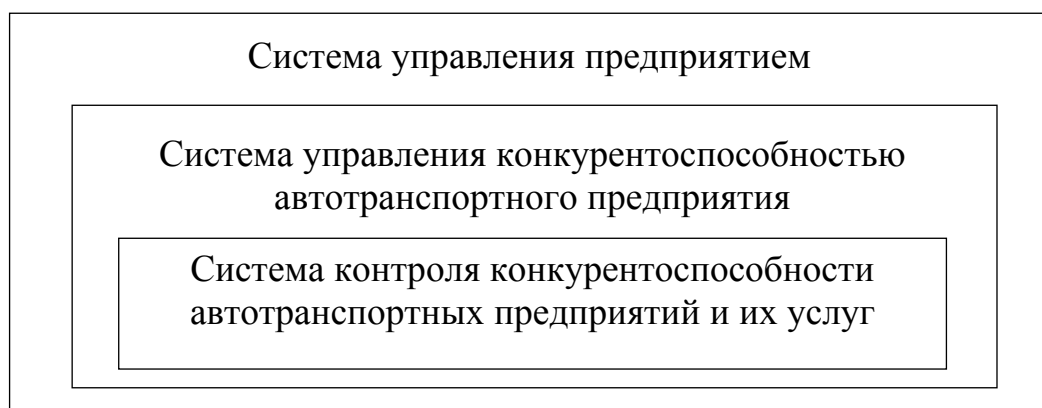 Система управления предприятием
Система управления конкурентоспособностью
автотранспортного предприятия
Система контроля конкурентоспособности
автотранспортных предприятий и их услуг